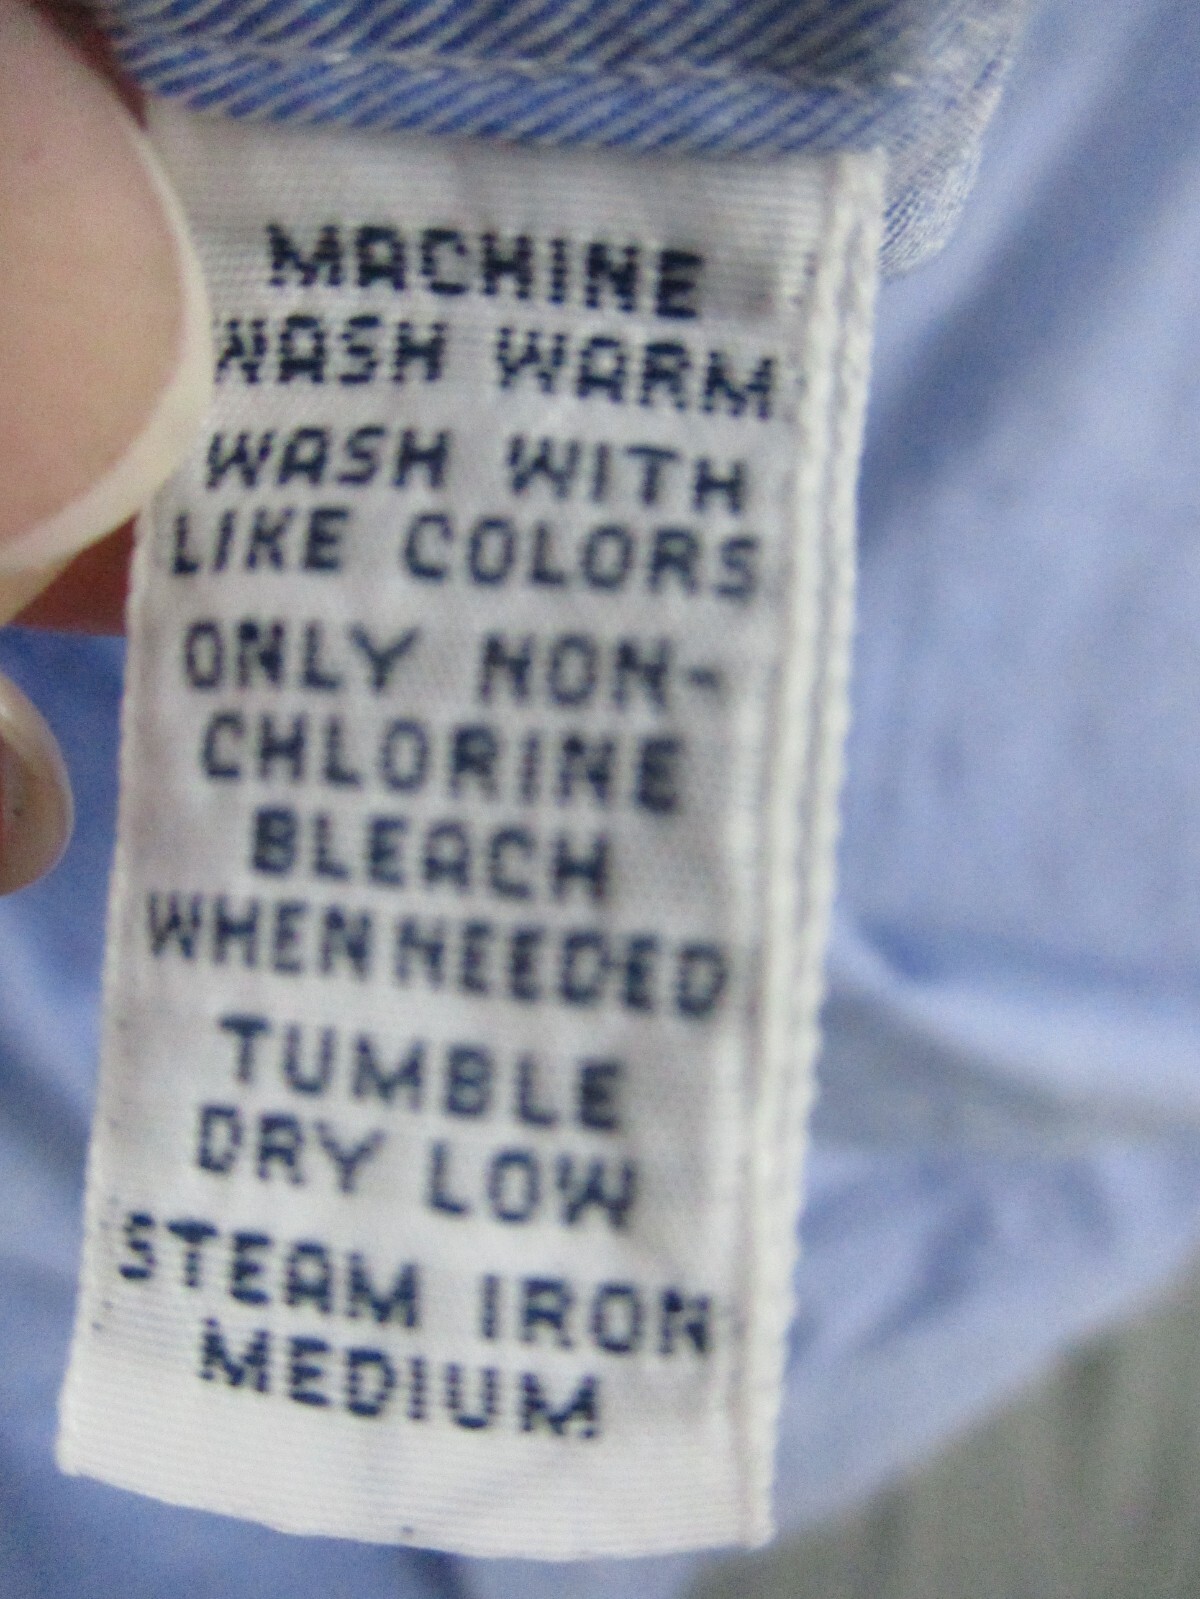 MACHINE
WASH WARM
WASH WITH
LIKE COLORS
ONLY NON-
CHLORINE
BLEACH
WHEN NEEDED
TUMBLE
DRY LOW
STEAM IRON
MEDIUM